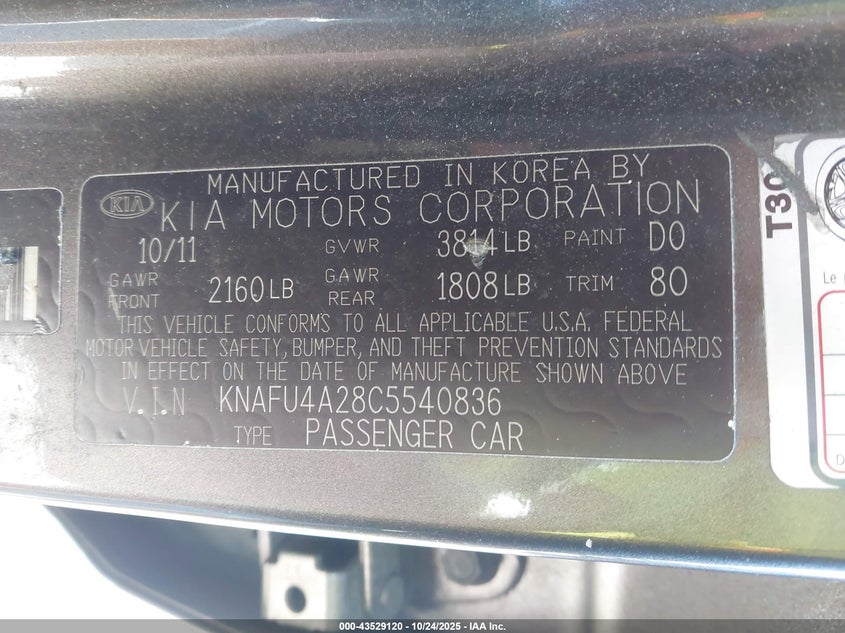 MANUFACTURED IN KOREA BY
KIA KIA MOTORS CORPORATION
10/11 GVWR 3814 LB PAINT D0
GAWR FRONT 2160 LB GAWR REAR 1808 LB TRIM 80
THIS VEHICLE CONFORMS TO ALL APPLICABLE U.S.A. FEDERAL
MOTOR VEHICLE SAFETY, BUMPER, AND THEFT PREVENTION STANDARDS
IN EFFECT ON THE DATE OF MANUFACTURE SHOWN ABOVE
V.I.N KNAFU4A28C5540836
TYPE PASSENGER CAR
T30
Le
D
000-43529120 - 10/24/2025 - IAA Inc.